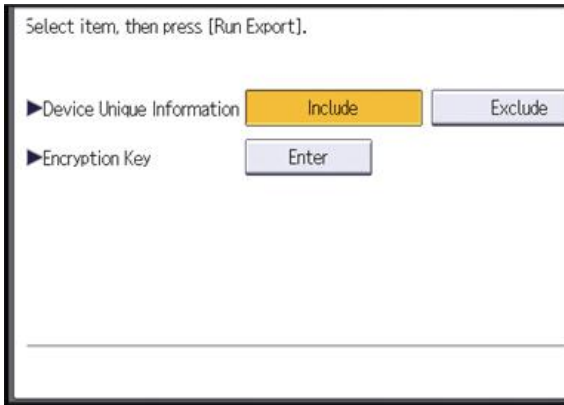 Select item, then press [Run Export].
►Device Unique Information Include Exclude
►Encryption Key Enter